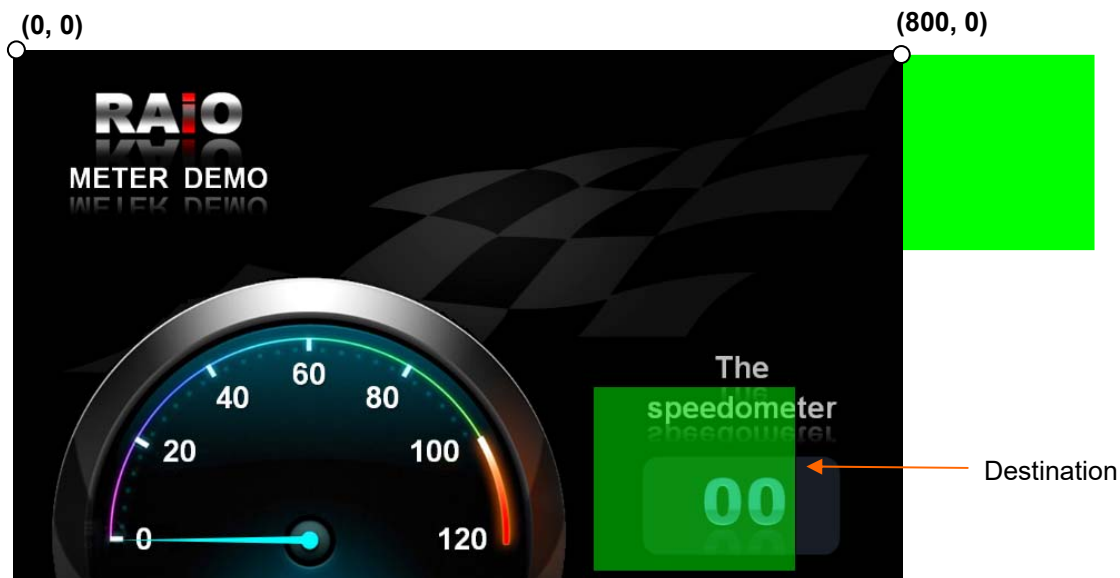 (0, 0)
(800, 0)
RAiO
METER DEMO
The
speedometer
60
40
80
20
100
0
120
00
Destination